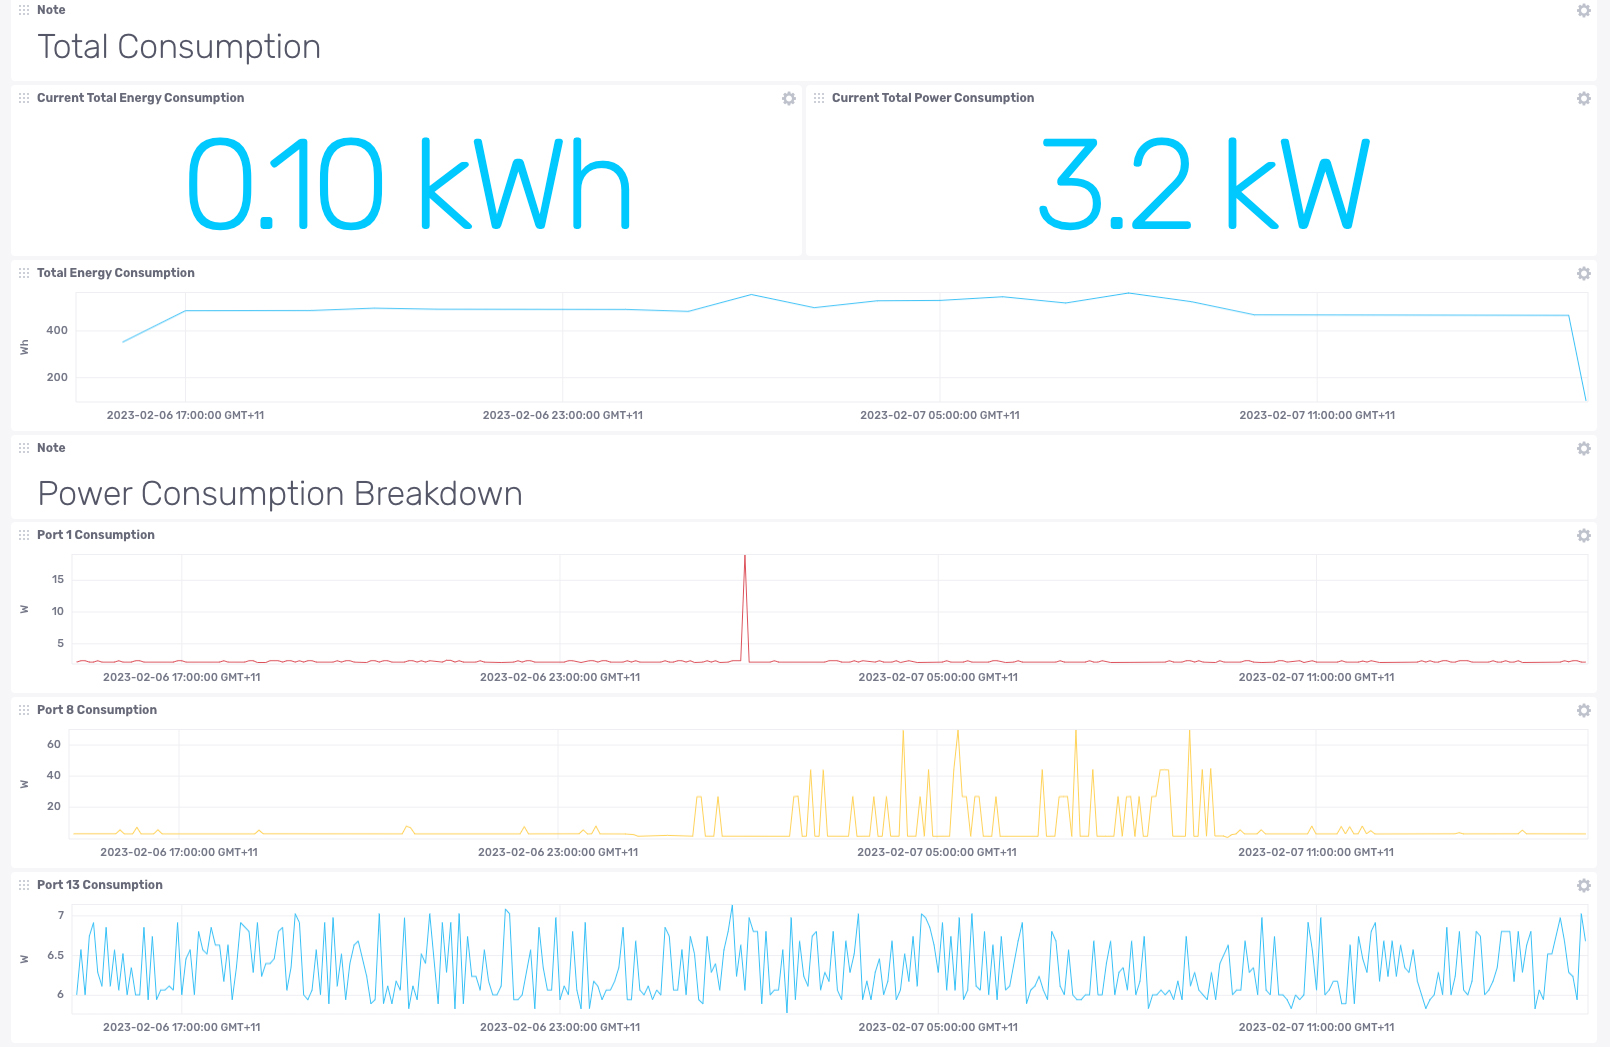 Note
Total Consumption
Current Total Energy Consumption
Current Total Power Consumption
0.10 kWh
3.2 kW
Total Energy Consumption
400
Wh
200
2023-02-06 17:00:00 GMT+11 2023-02-06 23:00:00 GMT+11 2023-02-07 05:00:00 GMT+11 2023-02-07 11:00:00 GMT+11
Note
Power Consumption Breakdown
Port 1 Consumption
15
W
10
5
2023-02-06 17:00:00 GMT+11 2023-02-06 23:00:00 GMT+11 2023-02-07 05:00:00 GMT+11 2023-02-07 11:00:00 GMT+11
Port 8 Consumption
60
40
W
20
2023-02-06 17:00:00 GMT+11 2023-02-06 23:00:00 GMT+11 2023-02-07 05:00:00 GMT+11 2023-02-07 11:00:00 GMT+11
Port 13 Consumption
7
6.5
W
6
2023-02-06 17:00:00 GMT+11 2023-02-06 23:00:00 GMT+11 2023-02-07 05:00:00 GMT+11 2023-02-07 11:00:00 GMT+11